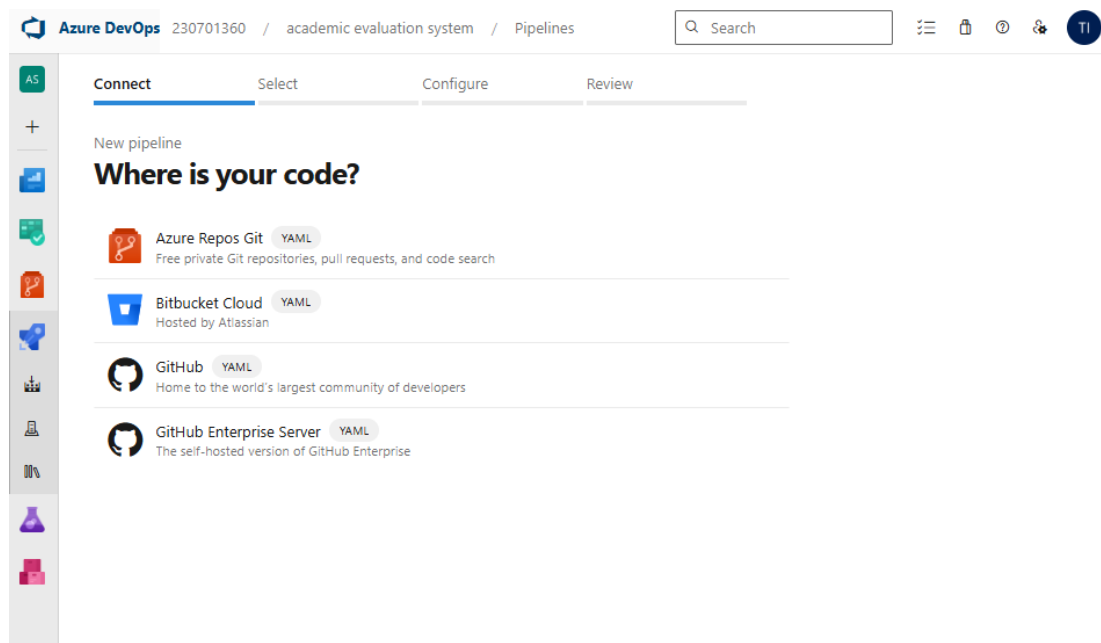 Azure DevOps 230701360 / academic evaluation system / Pipelines Search TI
AS
Connect Select Configure Review
New pipeline
Where is your code?
Azure Repos Git YAML
Free private Git repositories, pull requests, and code search
Bitbucket Cloud YAML
Hosted by Atlassian
GitHub YAML
Home to the world's largest community of developers
GitHub Enterprise Server YAML
The self-hosted version of GitHub Enterprise